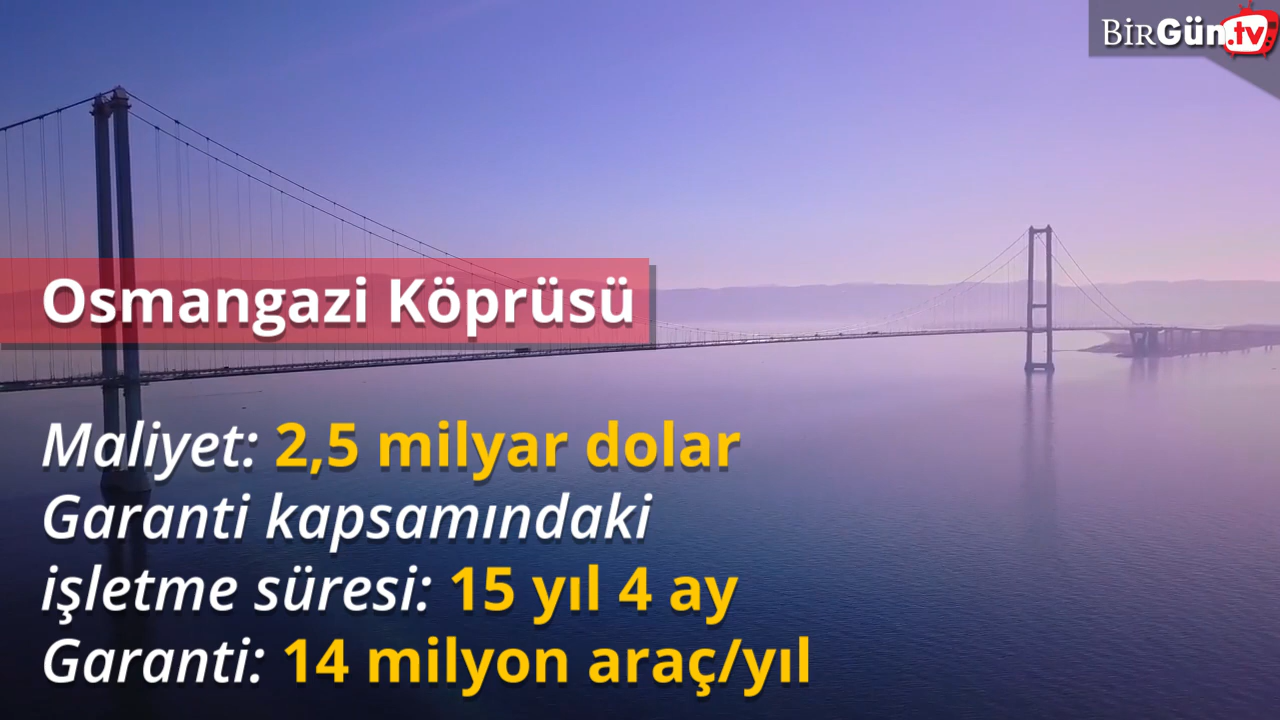 BirGün.tv
Osmangazi Köprüsü
Maliyet: 2,5 milyar dolar
Garanti kapsamındaki
işletme süresi: 15 yıl 4 ay
Garanti: 14 milyon araç/yıl